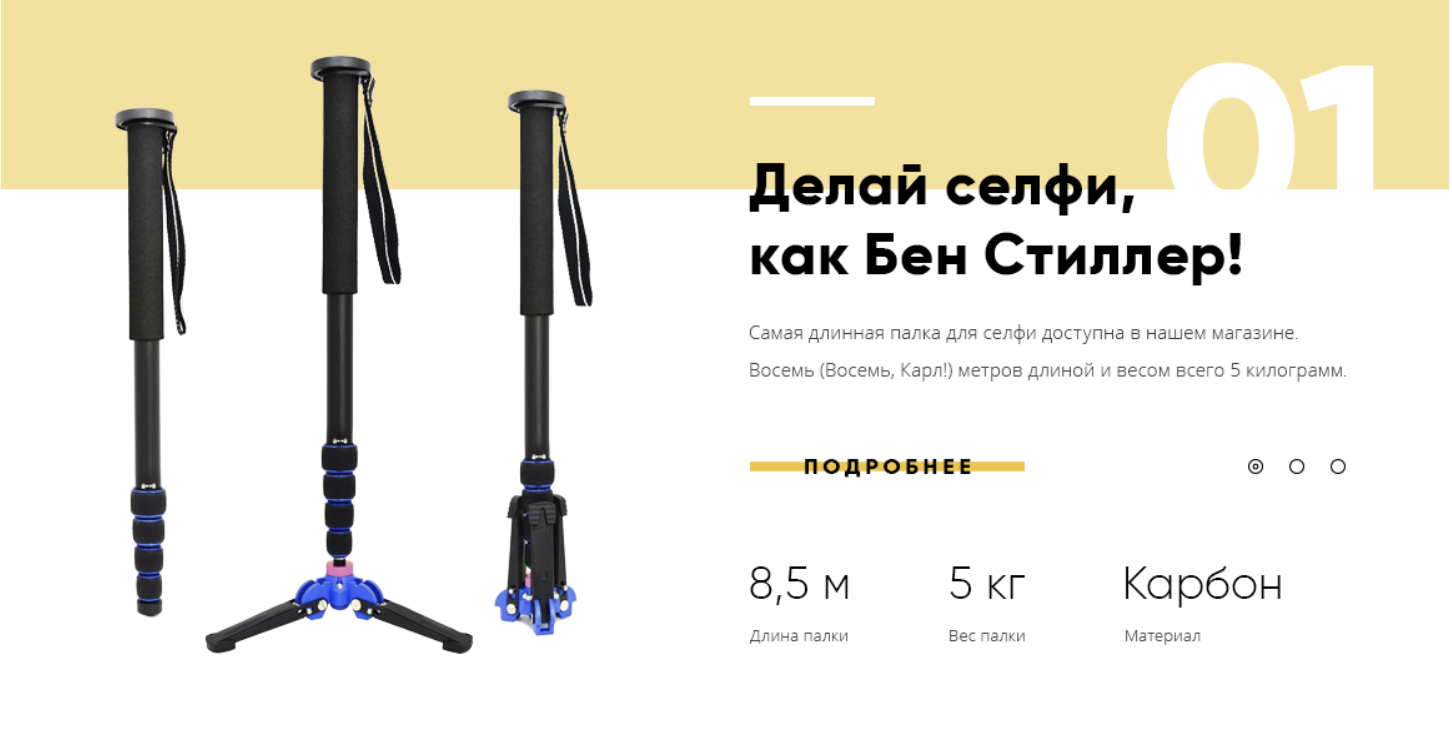 01
Делай селфи,
как Бен Стиллер!
Самая длинная палка для селфи доступна в нашем магазине.
Восемь (Восемь, Карл!) метров длиной и весом всего 5 килограмм.
ПОДРОБНЕЕ
8,5 м
5 кг
Карбон
Длина палки
Вес палки
Материал